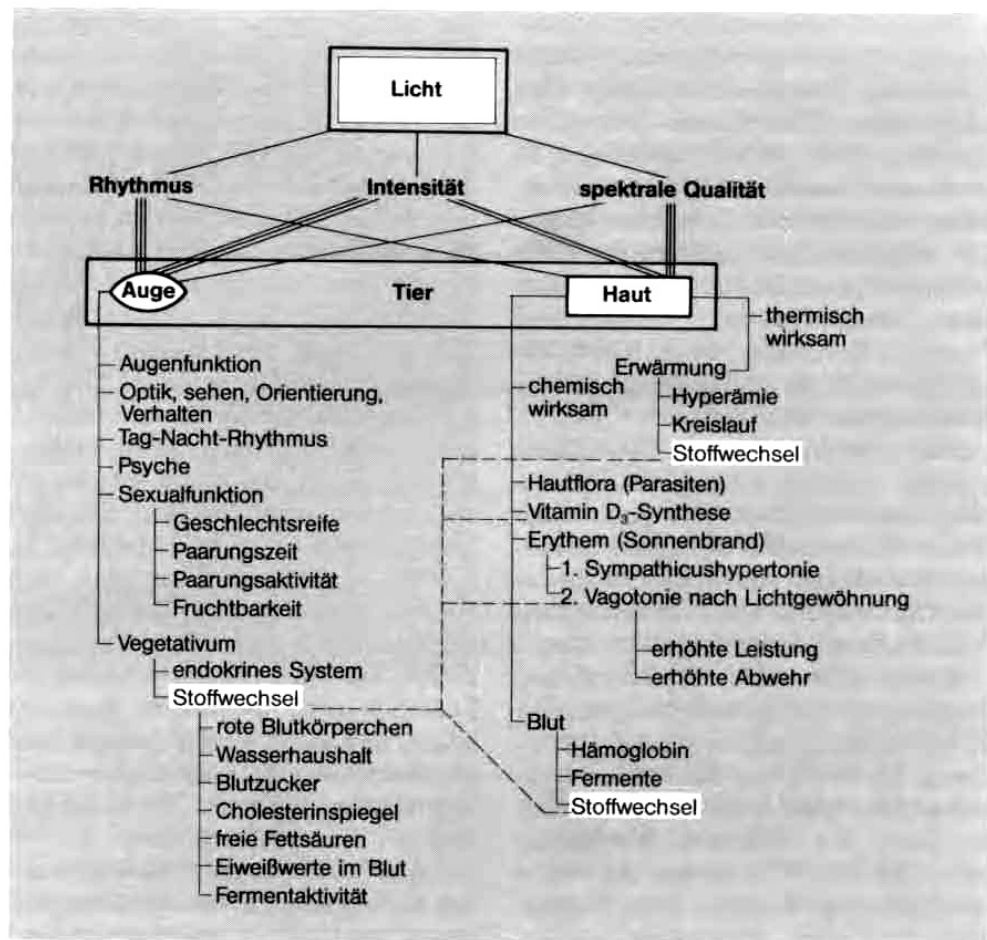 Licht
Rhythmus
Intensität
spektrale Qualität
Auge
Tier
Haut
Augenfunktion
Optik, sehen, Orientierung,
Verhalten
Tag-Nacht-Rhythmus
Psyche
Sexualfunktion
Geschlechtsreife
Paarungszeit
Paarungsaktivität
Fruchtbarkeit
Vegetativum
endokrines System
Stoffwechsel
rote Blutkörperchen
Wasserhaushalt
Blutzucker
Cholesterinspiegel
freie Fettsäuren
Eiweißwerte im Blut
Fermentaktivität
thermisch
wirksam
Erwärmung
Hyperämie
Kreislauf
Stoffwechsel
chemisch
wirksam
Hautflora (Parasiten)
Vitamin D₃-Synthese
Erythem (Sonnenbrand)
1. Sympathicushypertonie
2. Vagotonie nach Lichtgewöhnung
erhöhte Leistung
erhöhte Abwehr
Blut
Hämoglobin
Fermente
Stoffwechsel